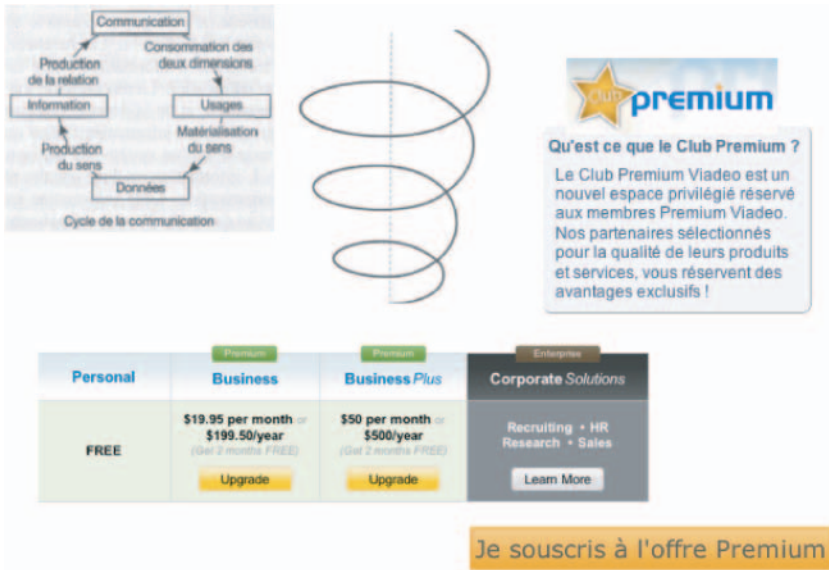 Communication
Production
de la relation
Consommation des
deux dimensions
Information
Usages
Production
du sens
Matérialisation
du sens
Données
Cycle de la communication
Club premium
Qu'est ce que le Club Premium ?
Le Club Premium Viadeo est un
nouvel espace privilégié réservé
aux membres Premium Viadeo.
Nos partenaires sélectionnés
pour la qualité de leurs produits
et services, vous réservent des
avantages exclusifs !
Premium
Premium
Enterprise
Personal
Business
Business Plus
Corporate Solutions
FREE
$19.95 per month or
$199.50/year
(Get 2 months FREE)
Upgrade
$50 per month or
$500/year
(Get 2 months FREE)
Upgrade
Recruiting • HR
Research • Sales
Learn More
Je souscris à l'offre Premium